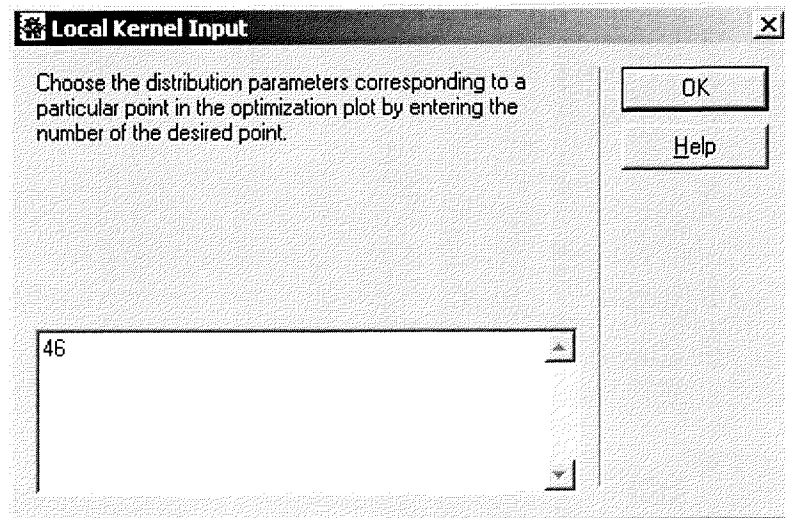 Local Kernel Input
Choose the distribution parameters corresponding to a
particular point in the optimization plot by entering the
number of the desired point.
OK
Help
46